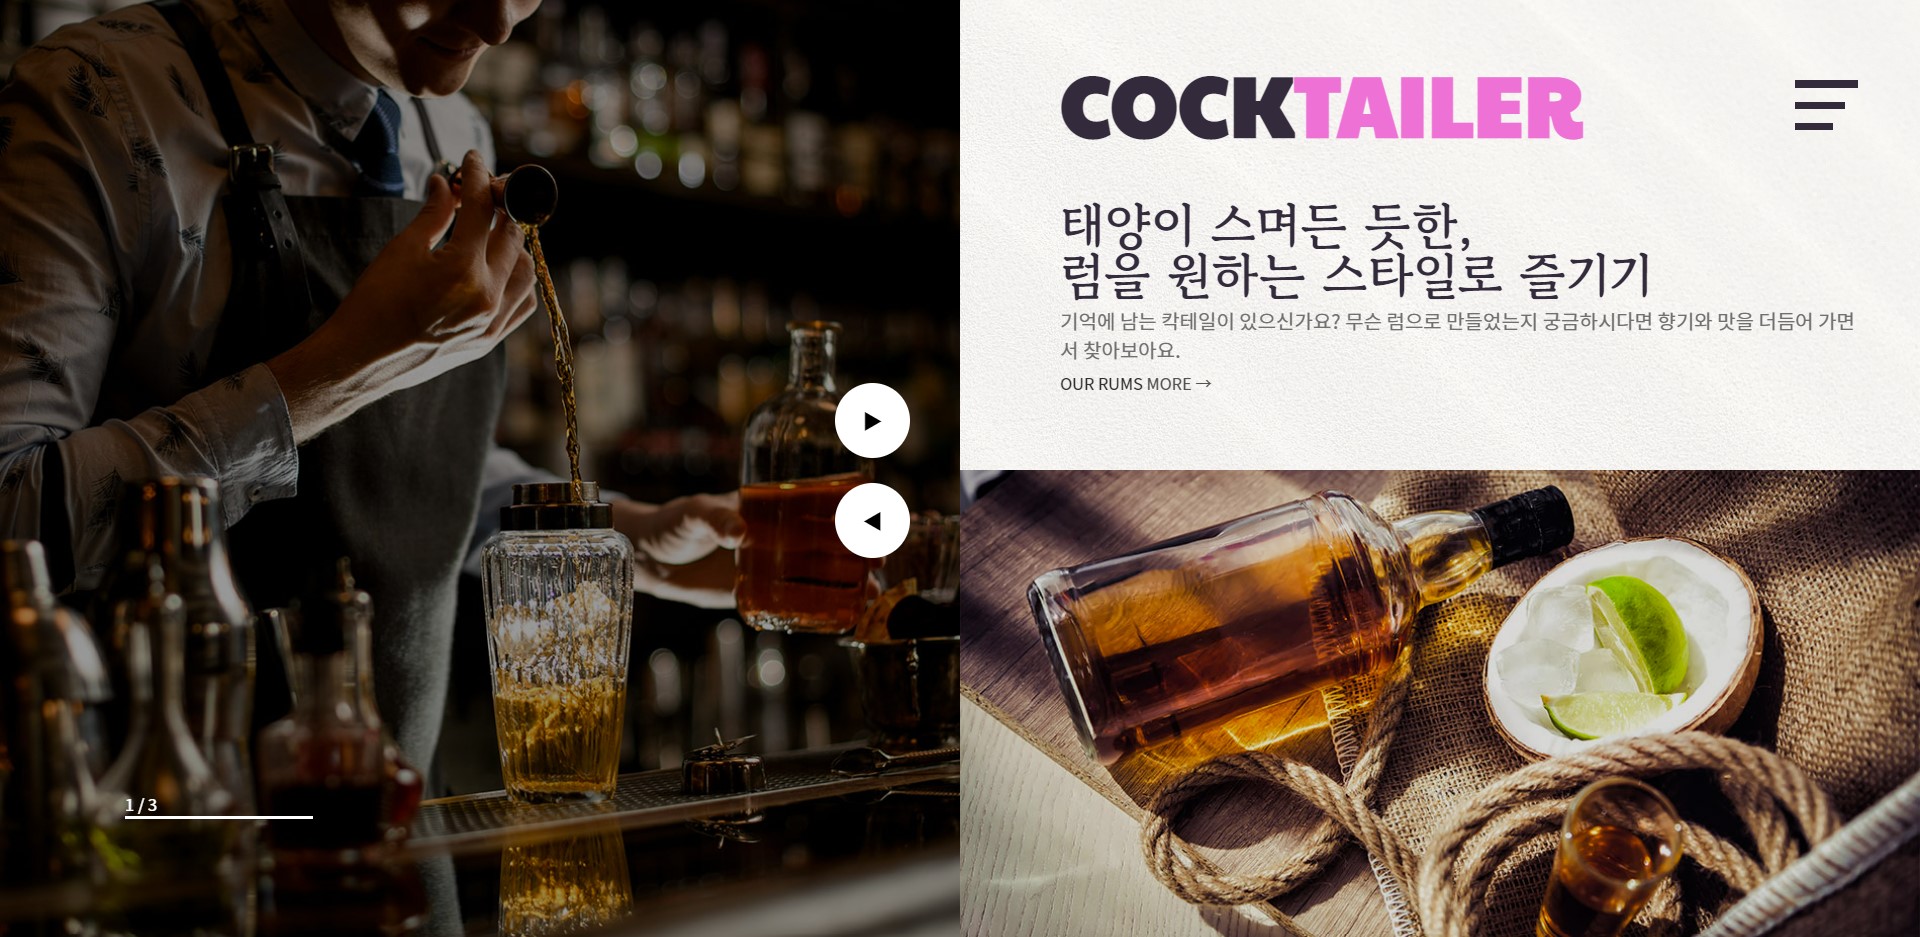 COCKTAILER
태양이 스며든 듯한,
럼을 원하는 스타일로 즐기기
기억에 남는 칵테일이 있으신가요? 무슨 럼으로 만들었는지 궁금하시다면 향기와 맛을 더듬어 가면
서 찾아보아요.
OUR RUMS MORE →
1 / 3